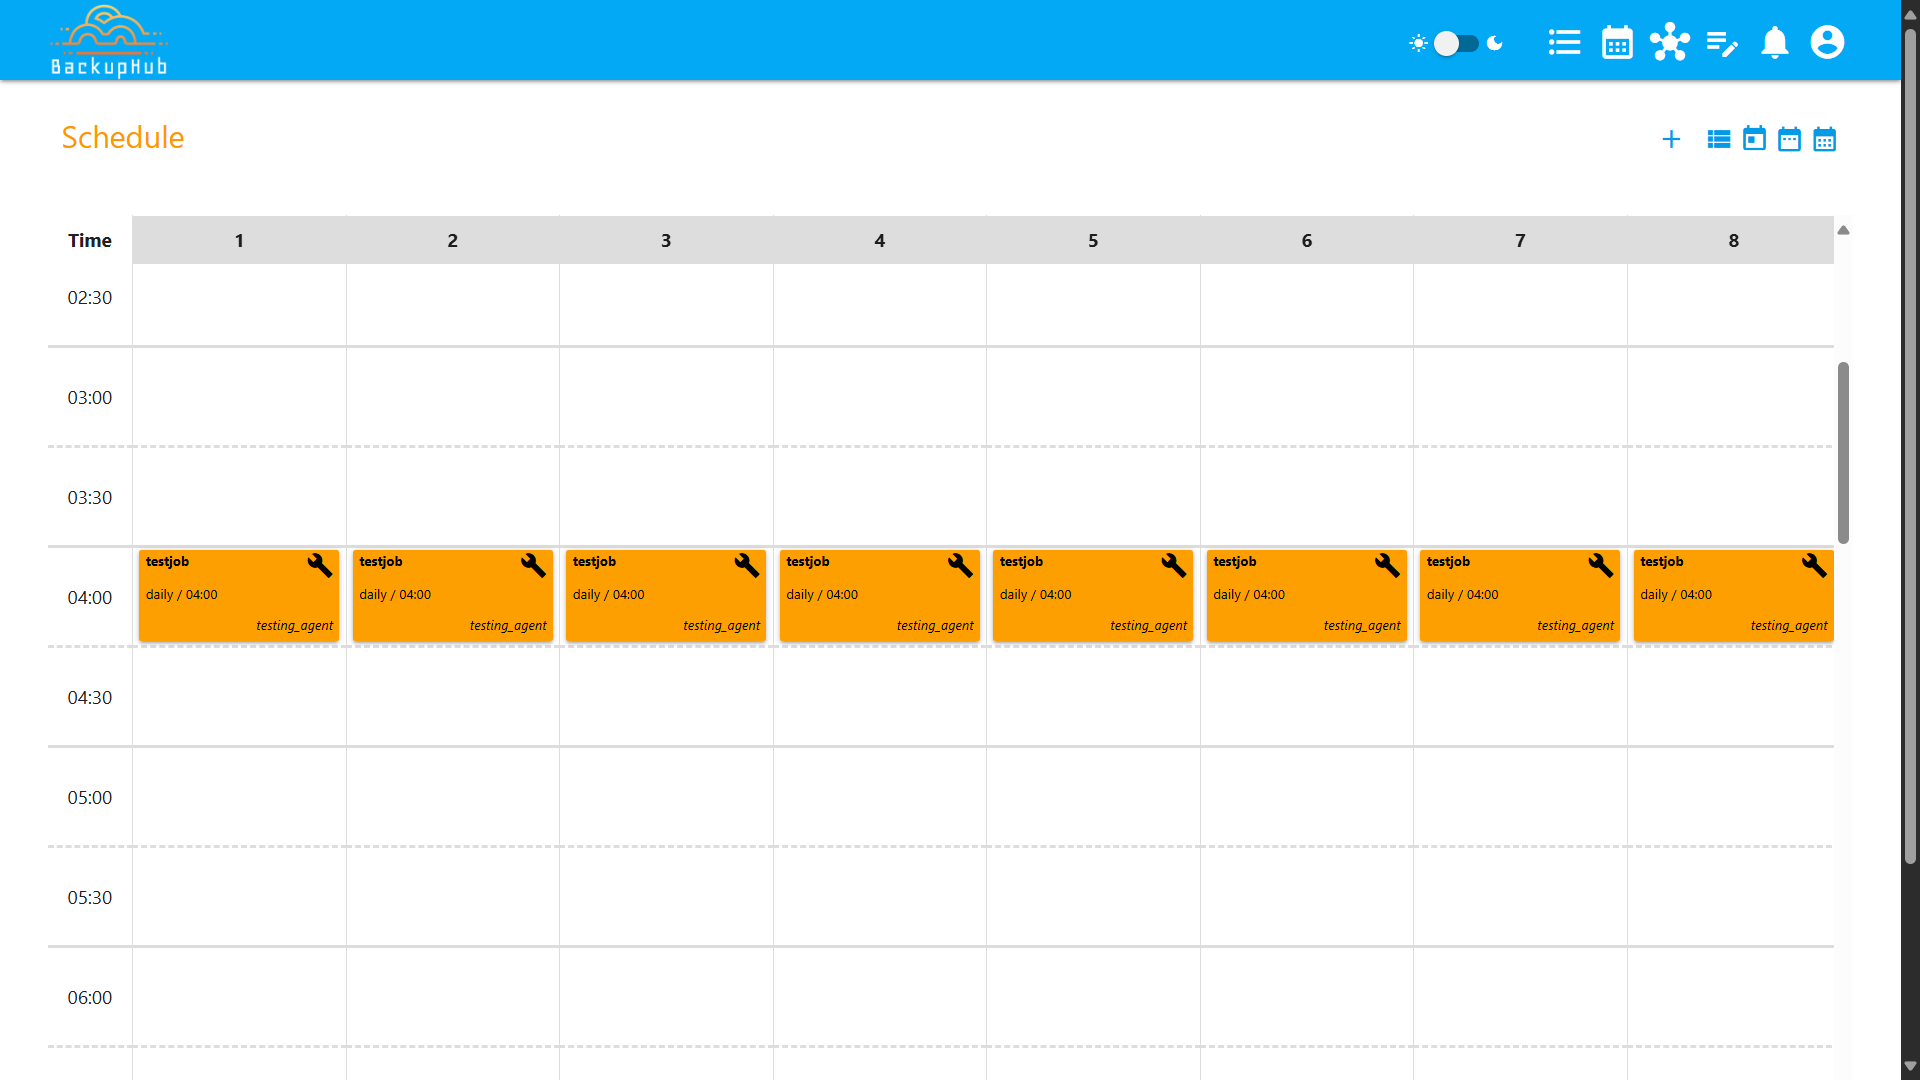 BackupHub
Schedule
Time 1 2 3 4 5 6 7 8
02:30
03:00
03:30
04:00
testjob testjob testjob testjob testjob testjob testjob testjob
daily / 04:00 daily / 04:00 daily / 04:00 daily / 04:00 daily / 04:00 daily / 04:00 daily / 04:00 daily / 04:00
testing_agent testing_agent testing_agent testing_agent testing_agent testing_agent testing_agent testing_agent
04:30
05:00
05:30
06:00